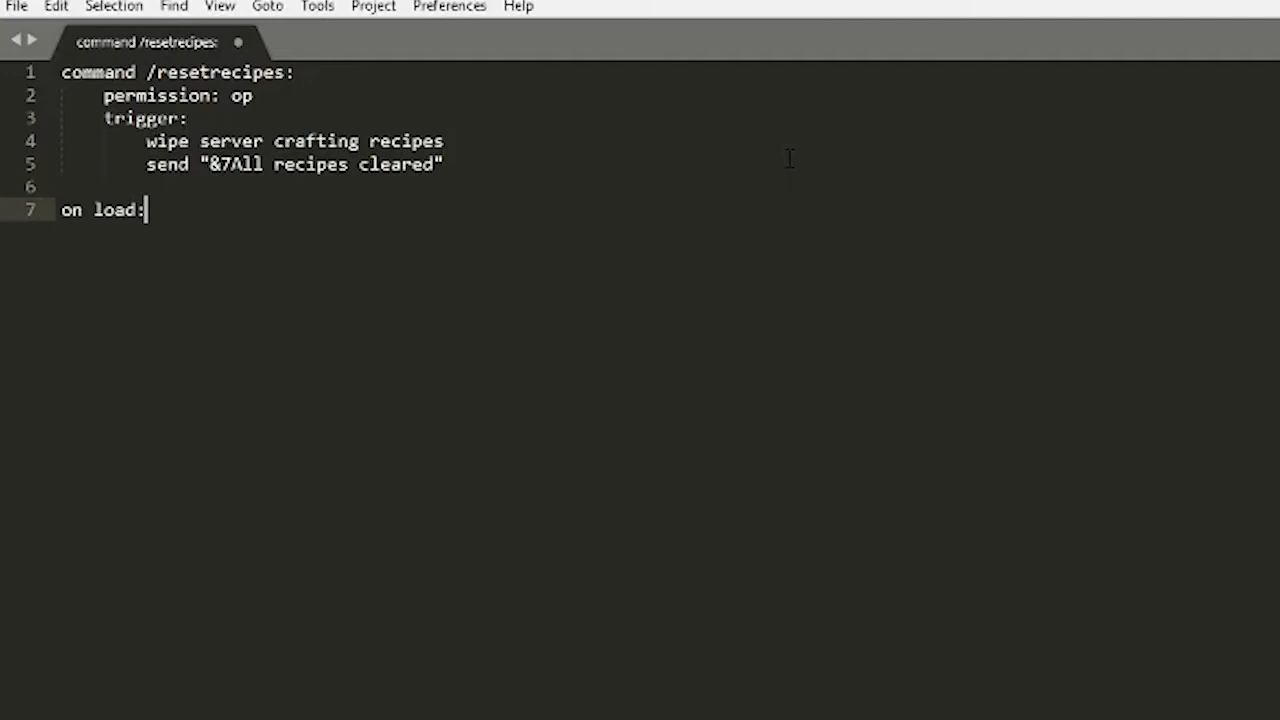 File Edit Selection Find View Goto Tools Project Preferences Help
command /resetrecipes:
1 command /resetrecipes:
2     permission: op
3     trigger:
4         wipe server crafting recipes
5         send "&7All recipes cleared"
6
7 on load: